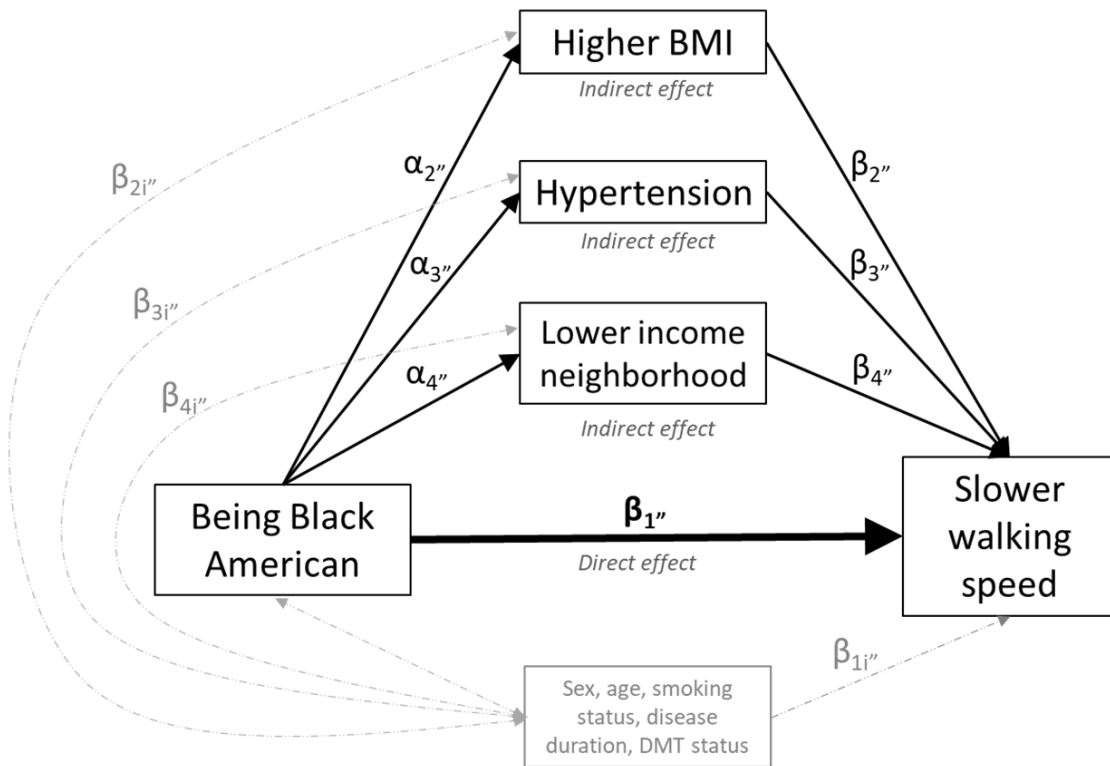 Higher BMI
Indirect effect
β2i”
α2”
β2”
Hypertension
Indirect effect
β3i”
α3”
β3”
Lower income
neighborhood
Indirect effect
β4i”
α4”
β4”
Being Black
American
β1”
Direct effect
Slower
walking
speed
β1i”
Sex, age, smoking
status, disease
duration, DMT status